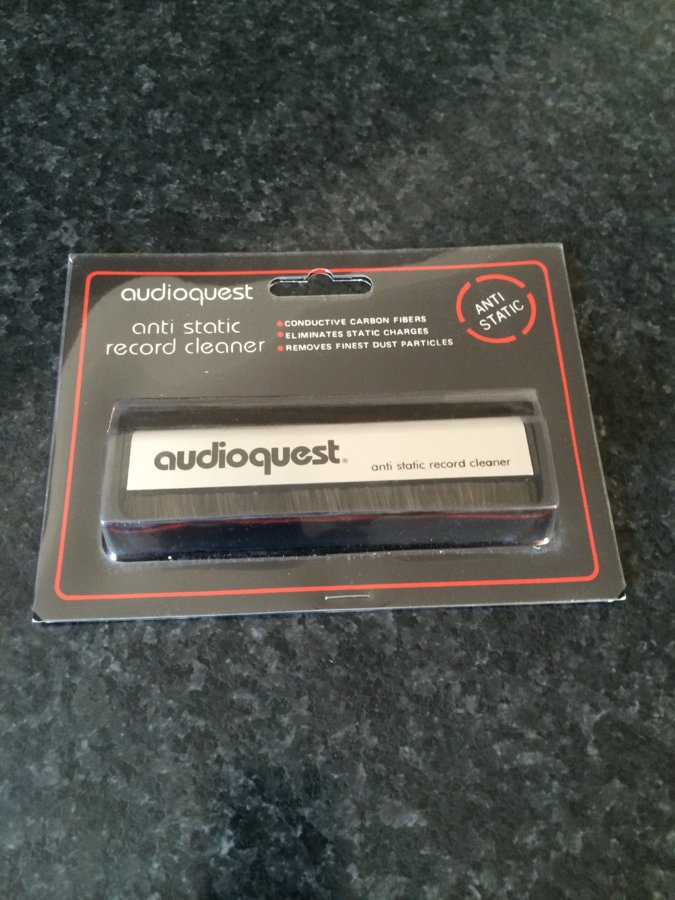 audioquest
anti static
record cleaner
CONDUCTIVE CARBON FIBERS
ELIMINATES STATIC CHARGES
REMOVES FINEST DUST PARTICLES
ANTI
STATIC
audioquest®
anti static record cleaner